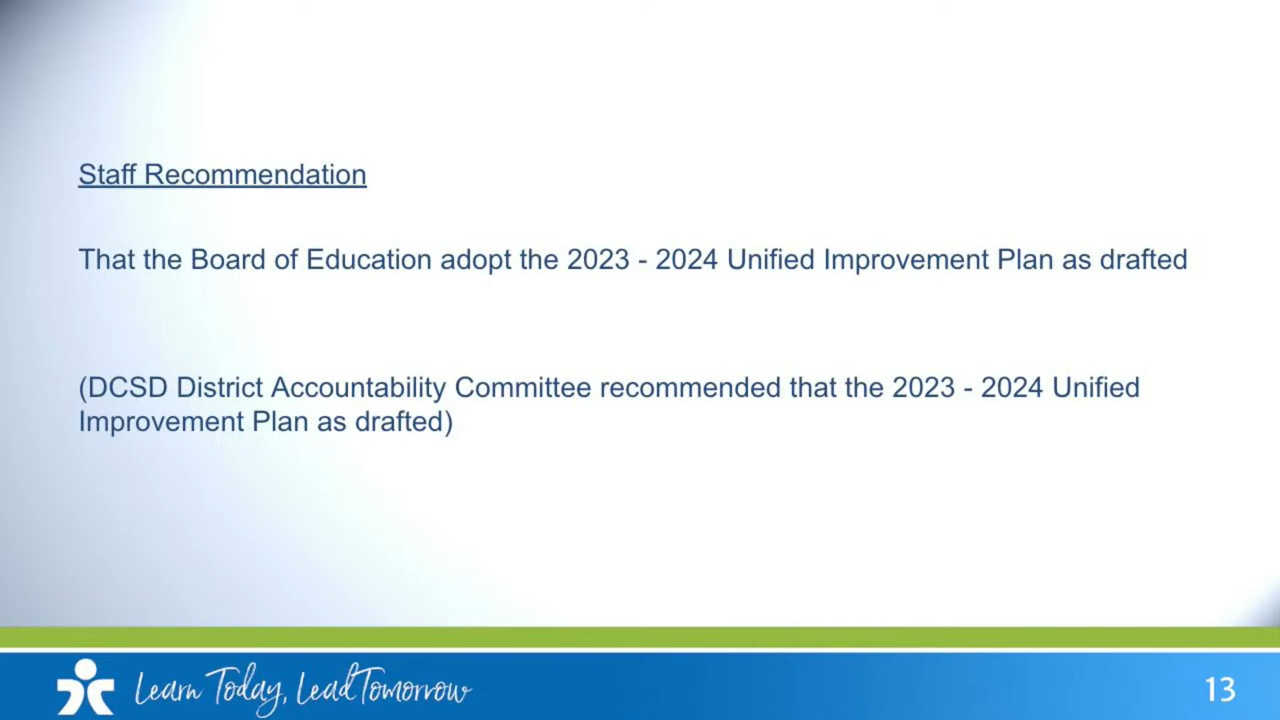 Staff Recommendation
That the Board of Education adopt the 2023 - 2024 Unified Improvement Plan as drafted
(DCSD District Accountability Committee recommended that the 2023 - 2024 Unified
Improvement Plan as drafted)
Learn Today, Lead Tomorrow
13